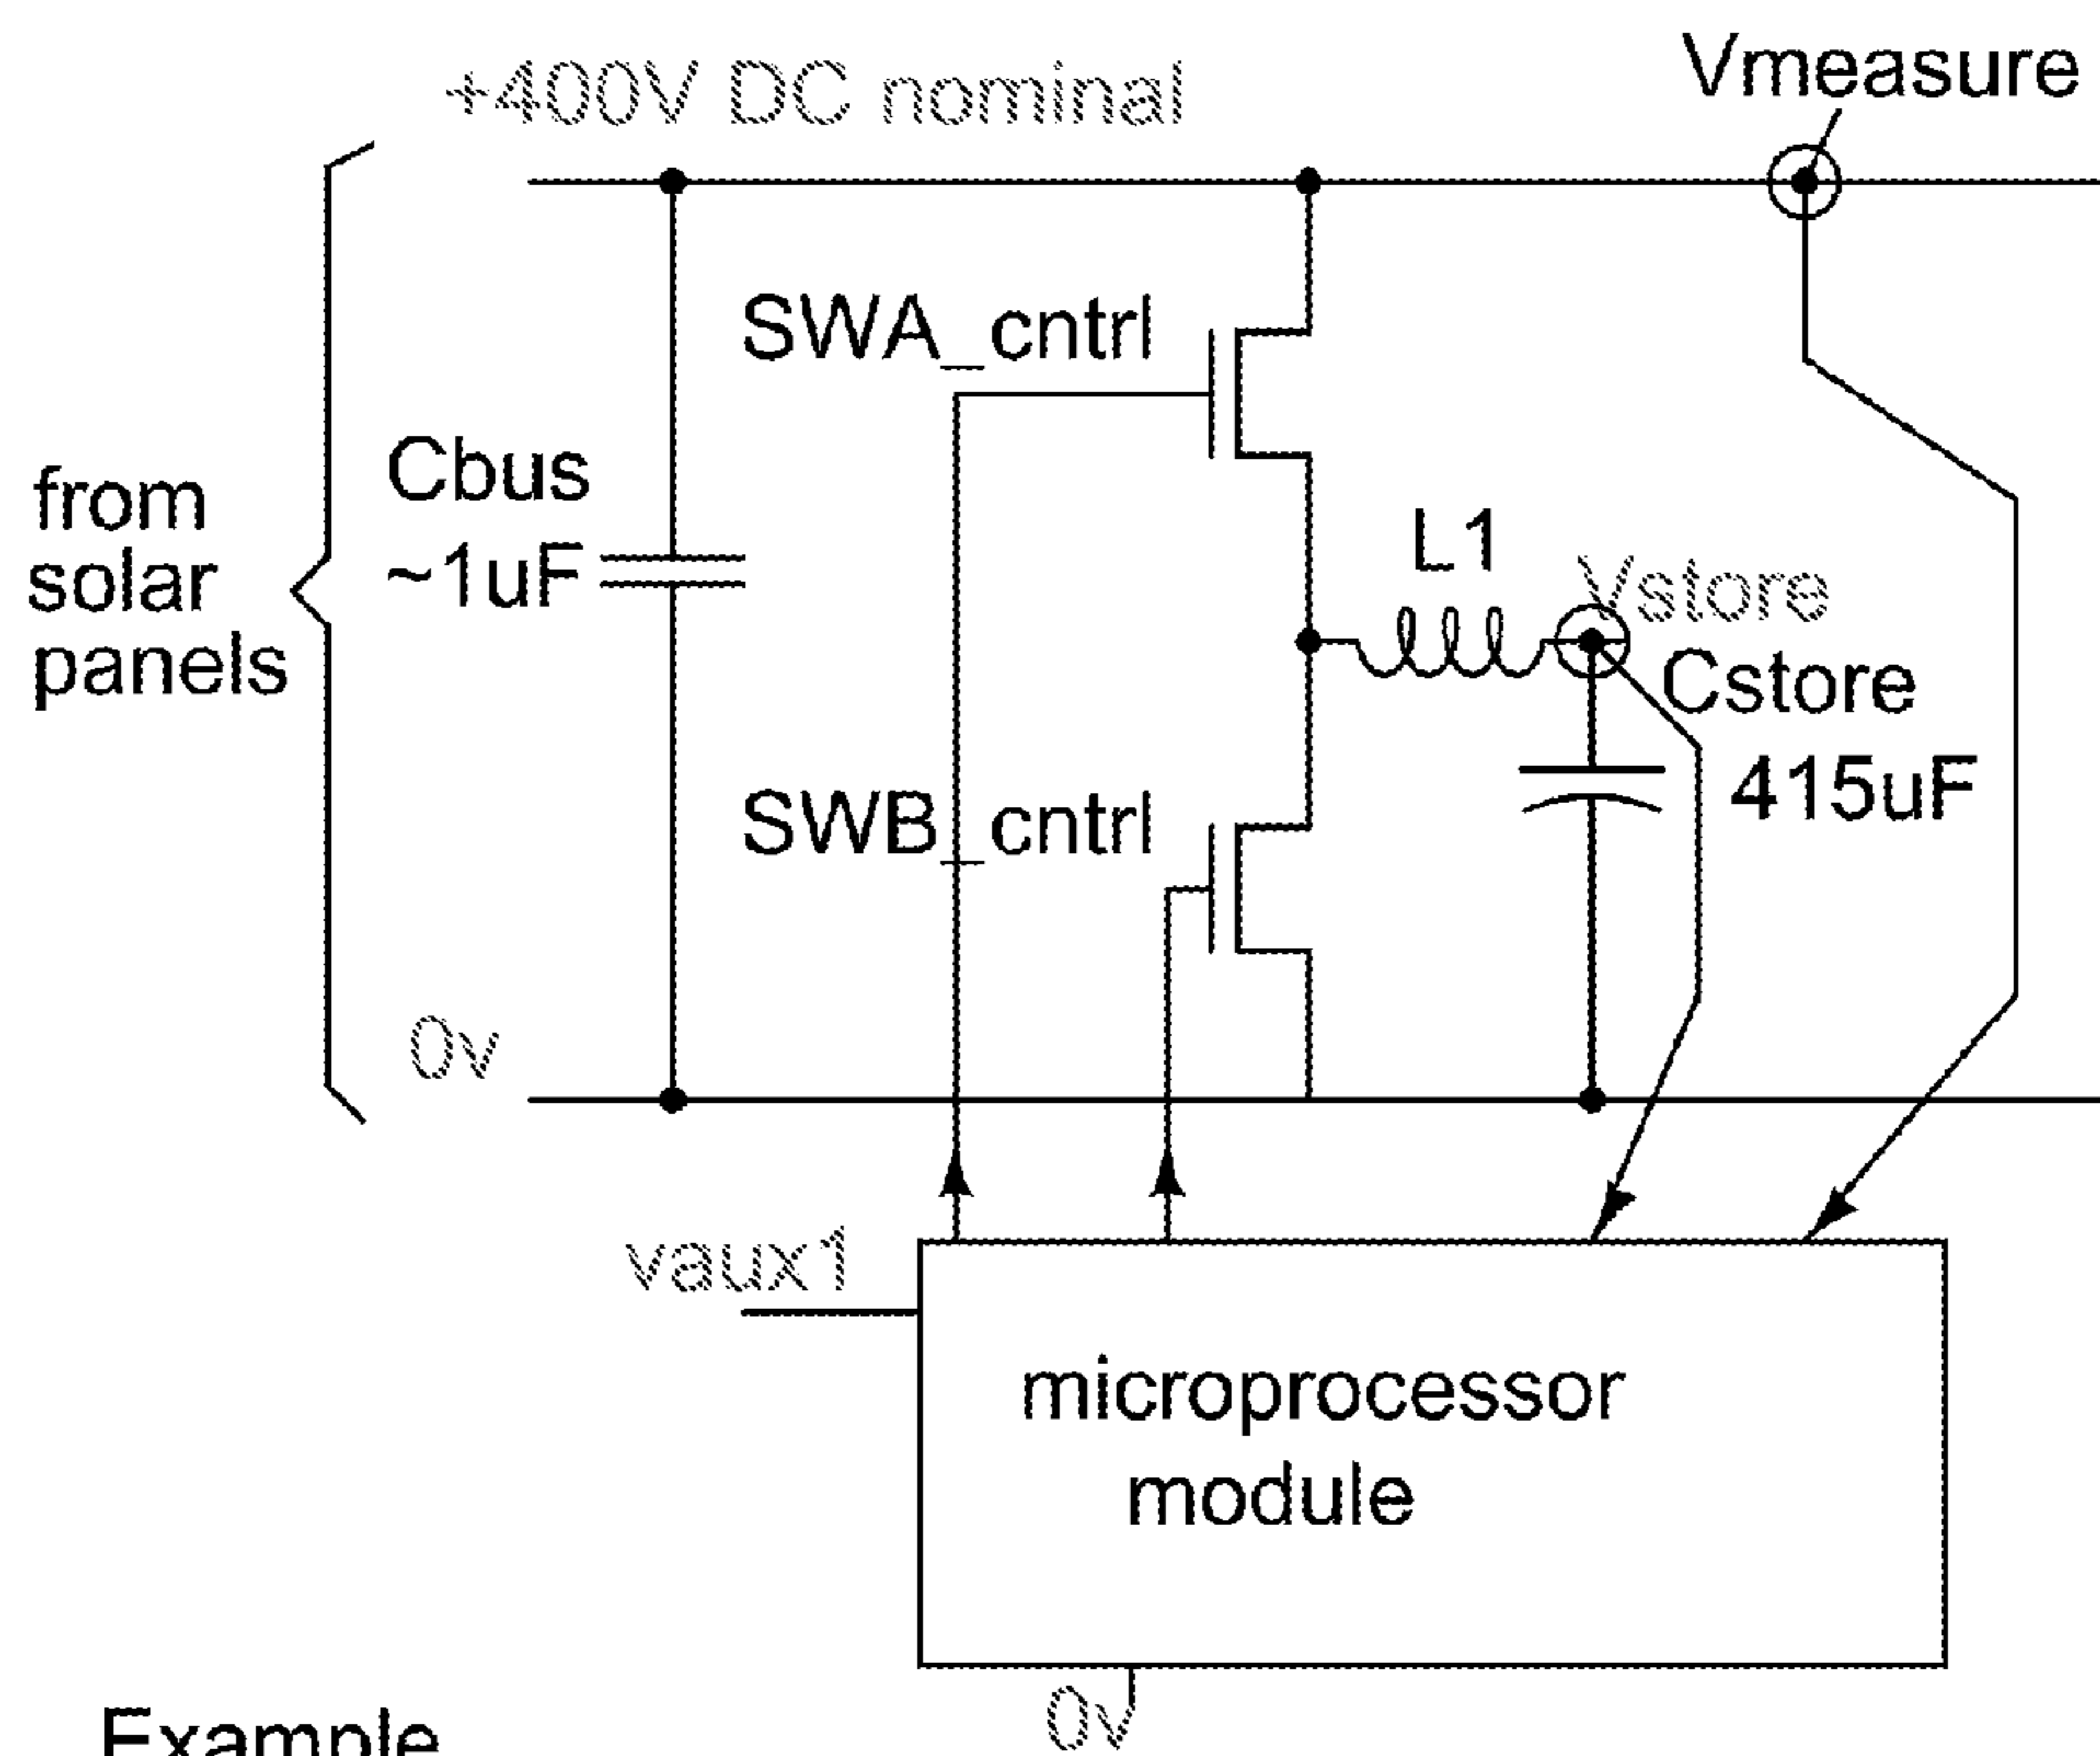 +400V DC nominal
Vmeasure
SWA_cntrl
Cbus
~1uF
from
solar
panels
L1
Vstore
Cstore
415uF
SWB_cntrl
0v
vaux1
microprocessor
module
0v
Example